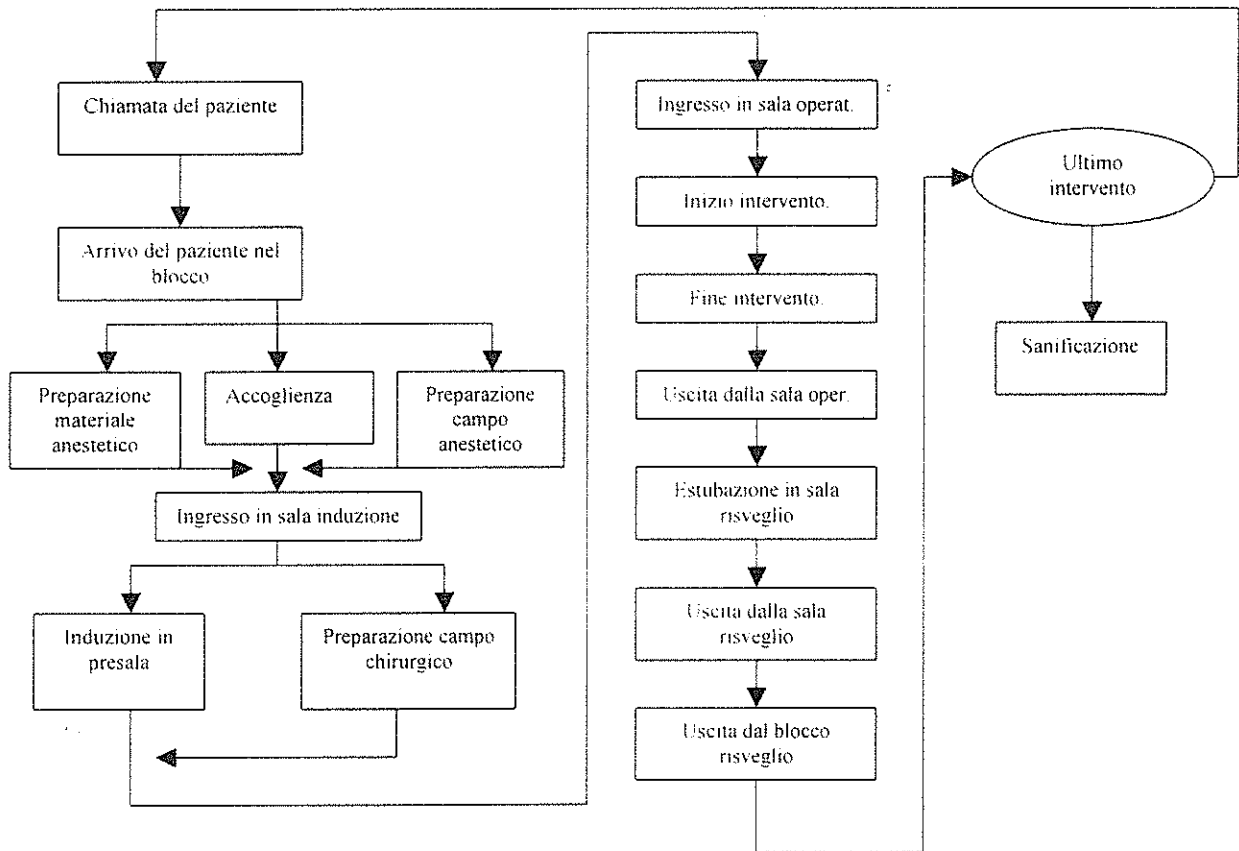 Chiamata del paziente
Arrivo del paziente nel
blocco
Preparazione
materiale
anestetico
Accoglienza
Preparazione
campo
anestetico
Ingresso in sala induzione
Induzione in
presala
Preparazione campo
chirurgico
Ingresso in sala operat.
Inizio intervento.
Fine intervento.
Uscita dalla sala oper.
Estubazione in sala
risveglio
Uscita dalla sala
risveglio
Uscita dal blocco
risveglio
Ultimo
intervento
Sanificazione